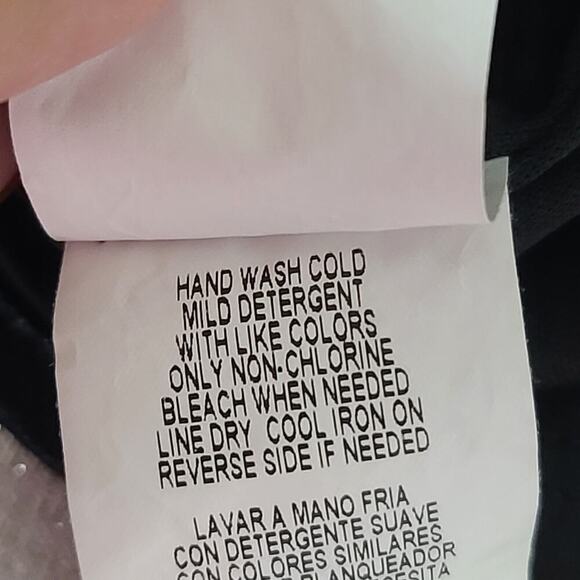 HAND WASH COLD
MILD DETERGENT
WITH LIKE COLORS
ONLY NON-CHLORINE
BLEACH WHEN NEEDED
LINE DRY COOL IRON ON
REVERSE SIDE IF NEEDED
LAVAR A MANO FRIA
CON DETERGENTE SUAVE
CON COLORES SIMILARES
BLANQUEADOR